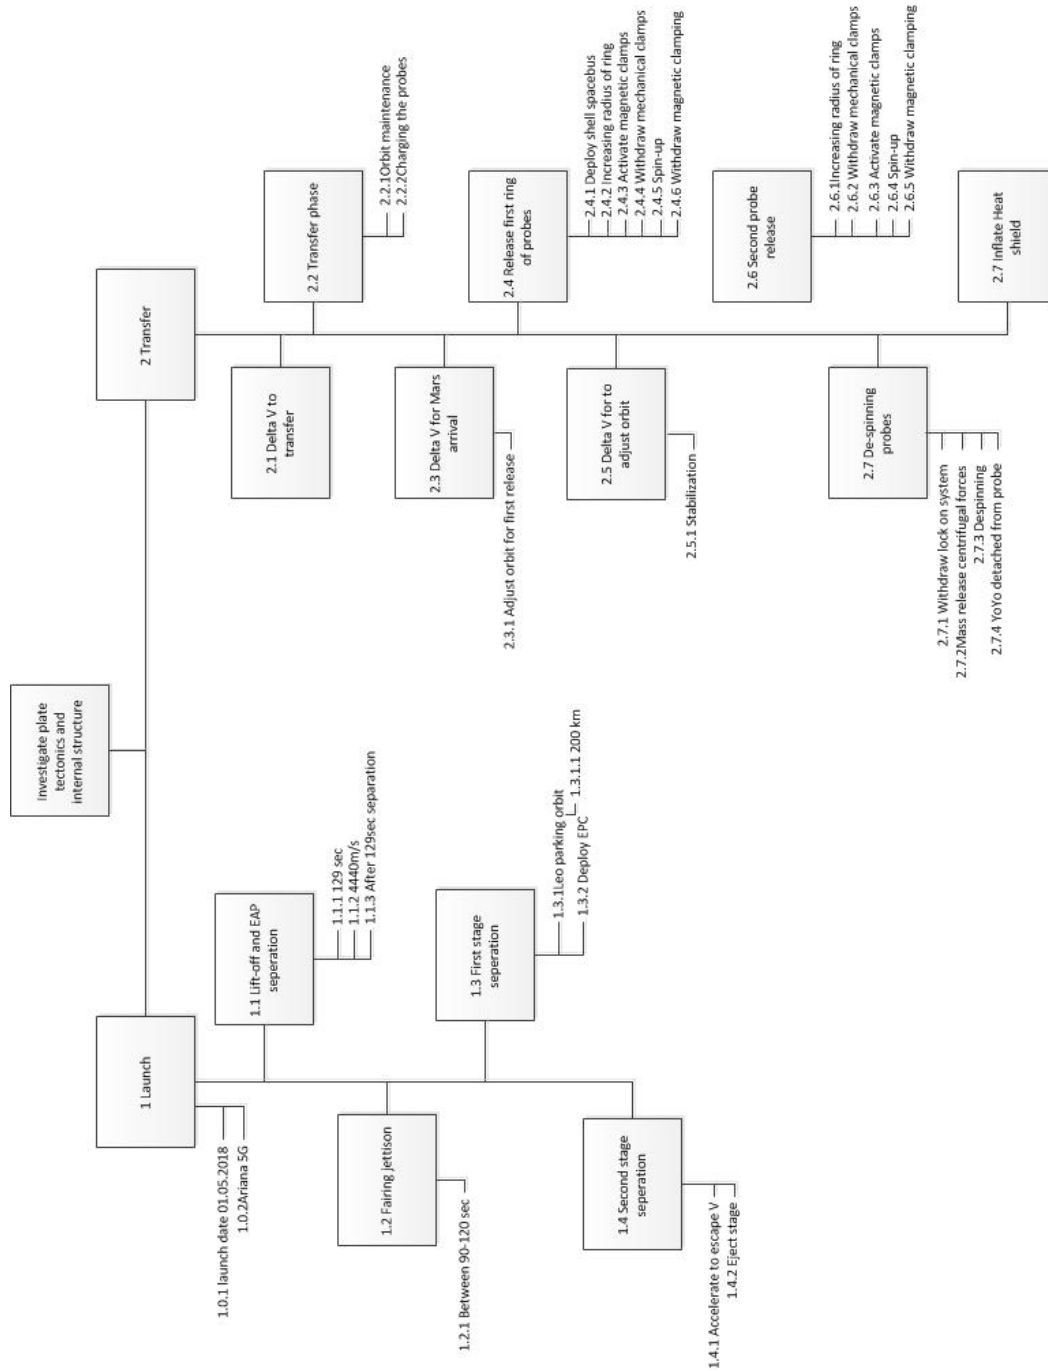 Investigate plate
tectonics and
internal structure
1 Launch
1.0.1 launch date 01.05.2018
1.0.2Ariana 5G
1.1 Lift-off and EAP
seperation
1.1.1 129 sec
1.1.2 4440m/s
1.1.3 After 129sec separation
1.2 Fairing jettison
1.2.1 Between 90-120 sec
1.3 First stage
seperation
1.3.1Leo parking orbit
1.3.1.1 200 km
1.3.2 Deploy EPC
1.4 Second stage
seperation
1.4.1 Accelerate to escape V
1.4.2 Eject stage
2 Transfer
2.1 Delta V to
transfer
2.2 Transfer phase
2.2.1Orbit maintenance
2.2.2Charging the probes
2.3 Delta V for Mars
arrival
2.3.1 Adjust orbit for first release
2.4 Release first ring
of probes
2.4.1 Deploy shell spacebus
2.4.2 Increasing radius of ring
2.4.3 Activate magnetic clamps
2.4.4 Withdraw mechanical clamps
2.4.5 Spin-up
2.4.6 Withdraw magnetic clamping
2.5 Delta V for to
adjust orbit
2.5.1 Stabilization
2.6 Second probe
release
2.6.1Increasing radius of ring
2.6.2 Withdraw mechanical clamps
2.6.3 Activate magnetic clamps
2.6.4 Spin-up
2.6.5 Withdraw magnetic clamping
2.7 De-spinning
probes
2.7.1 Withdraw lock on system
2.7.2Mass release centrifugal forces
2.7.3 Despinning
2.7.4 YoYo detached from probe
2.7 Inflate Heat
shield